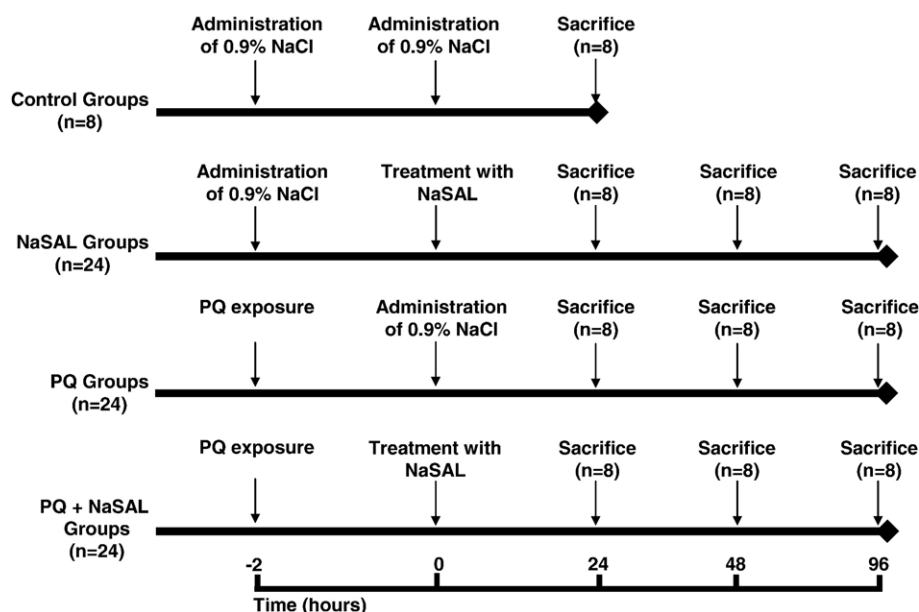 Administration
of 0.9% NaCl
Administration
of 0.9% NaCl
Sacrifice
(n=8)
Control Groups
(n=8)
Administration
of 0.9% NaCl
Treatment with
NaSAL
Sacrifice
(n=8)
Sacrifice
(n=8)
Sacrifice
(n=8)
NaSAL Groups
(n=24)
PQ exposure
Administration
of 0.9% NaCl
Sacrifice
(n=8)
Sacrifice
(n=8)
Sacrifice
(n=8)
PQ Groups
(n=24)
PQ exposure
Treatment with
NaSAL
Sacrifice
(n=8)
Sacrifice
(n=8)
Sacrifice
(n=8)
PQ + NaSAL
Groups
(n=24)
-2 0 24 48 96
Time (hours)